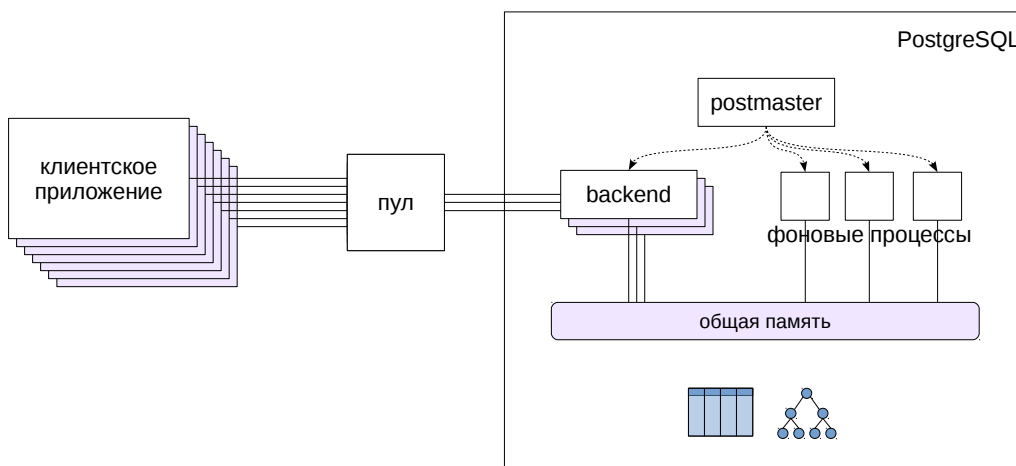 PostgreSQL
postmaster
клиентское
приложение
пул
backend
фоновые процессы
общая память